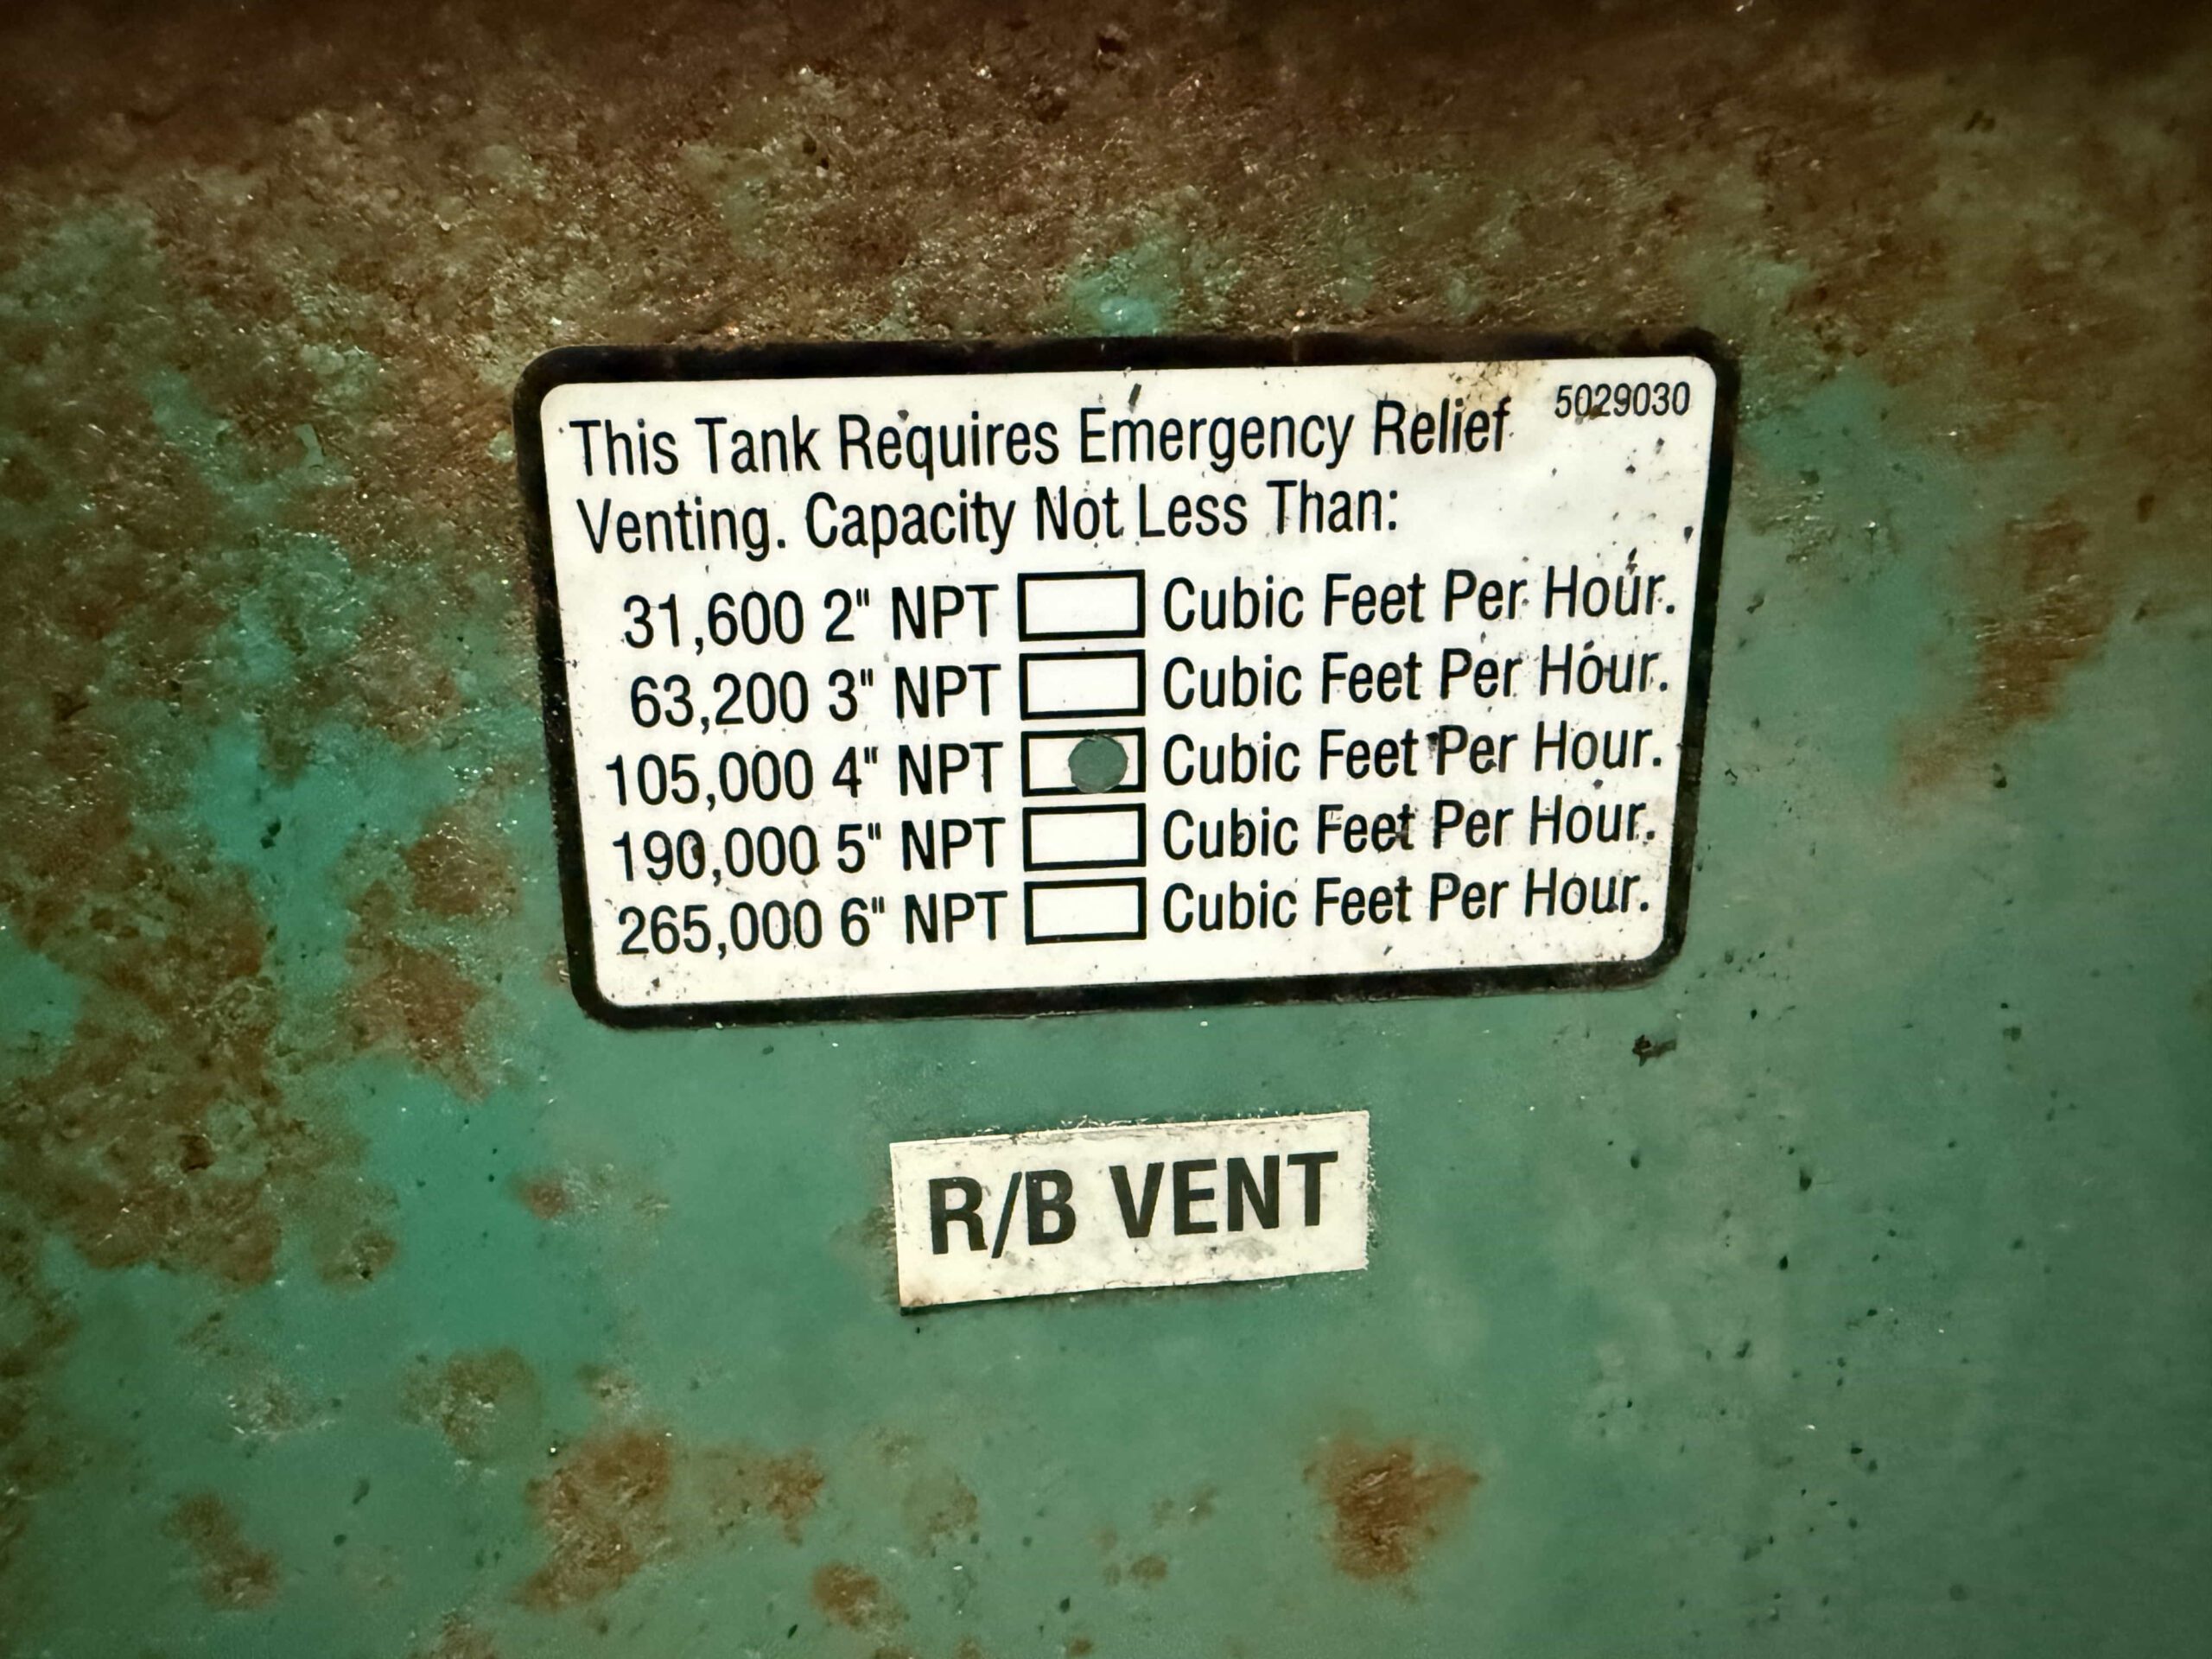 This Tank Requires Emergency Relief 5029030
Venting. Capacity Not Less Than:
31,600 2" NPT Cubic Feet Per Hour.
63,200 3" NPT Cubic Feet Per Hour.
105,000 4" NPT Cubic Feet Per Hour.
190,000 5" NPT Cubic Feet Per Hour.
265,000 6" NPT Cubic Feet Per Hour.
R/B VENT